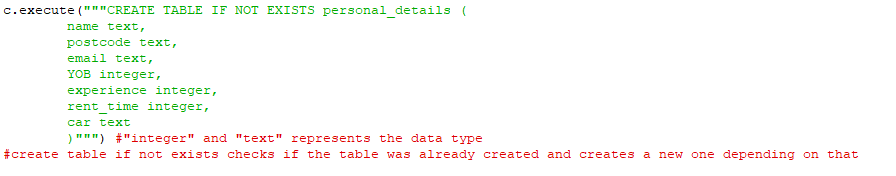 c.execute("""CREATE TABLE IF NOT EXISTS personal_details (
        name text,
        postcode text,
        email text,
        YOB integer,
        experience integer,
        rent_time integer,
        car text
        )""") #"integer" and "text" represents the data type
#create table if not exists checks if the table was already created and creates a new one depending on that